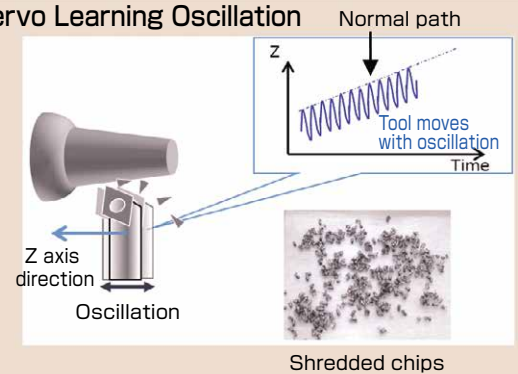 ervo Learning Oscillation
Normal path
Z
Tool moves
with oscillation
Time
Z axis
direction
Oscillation
Shredded chips